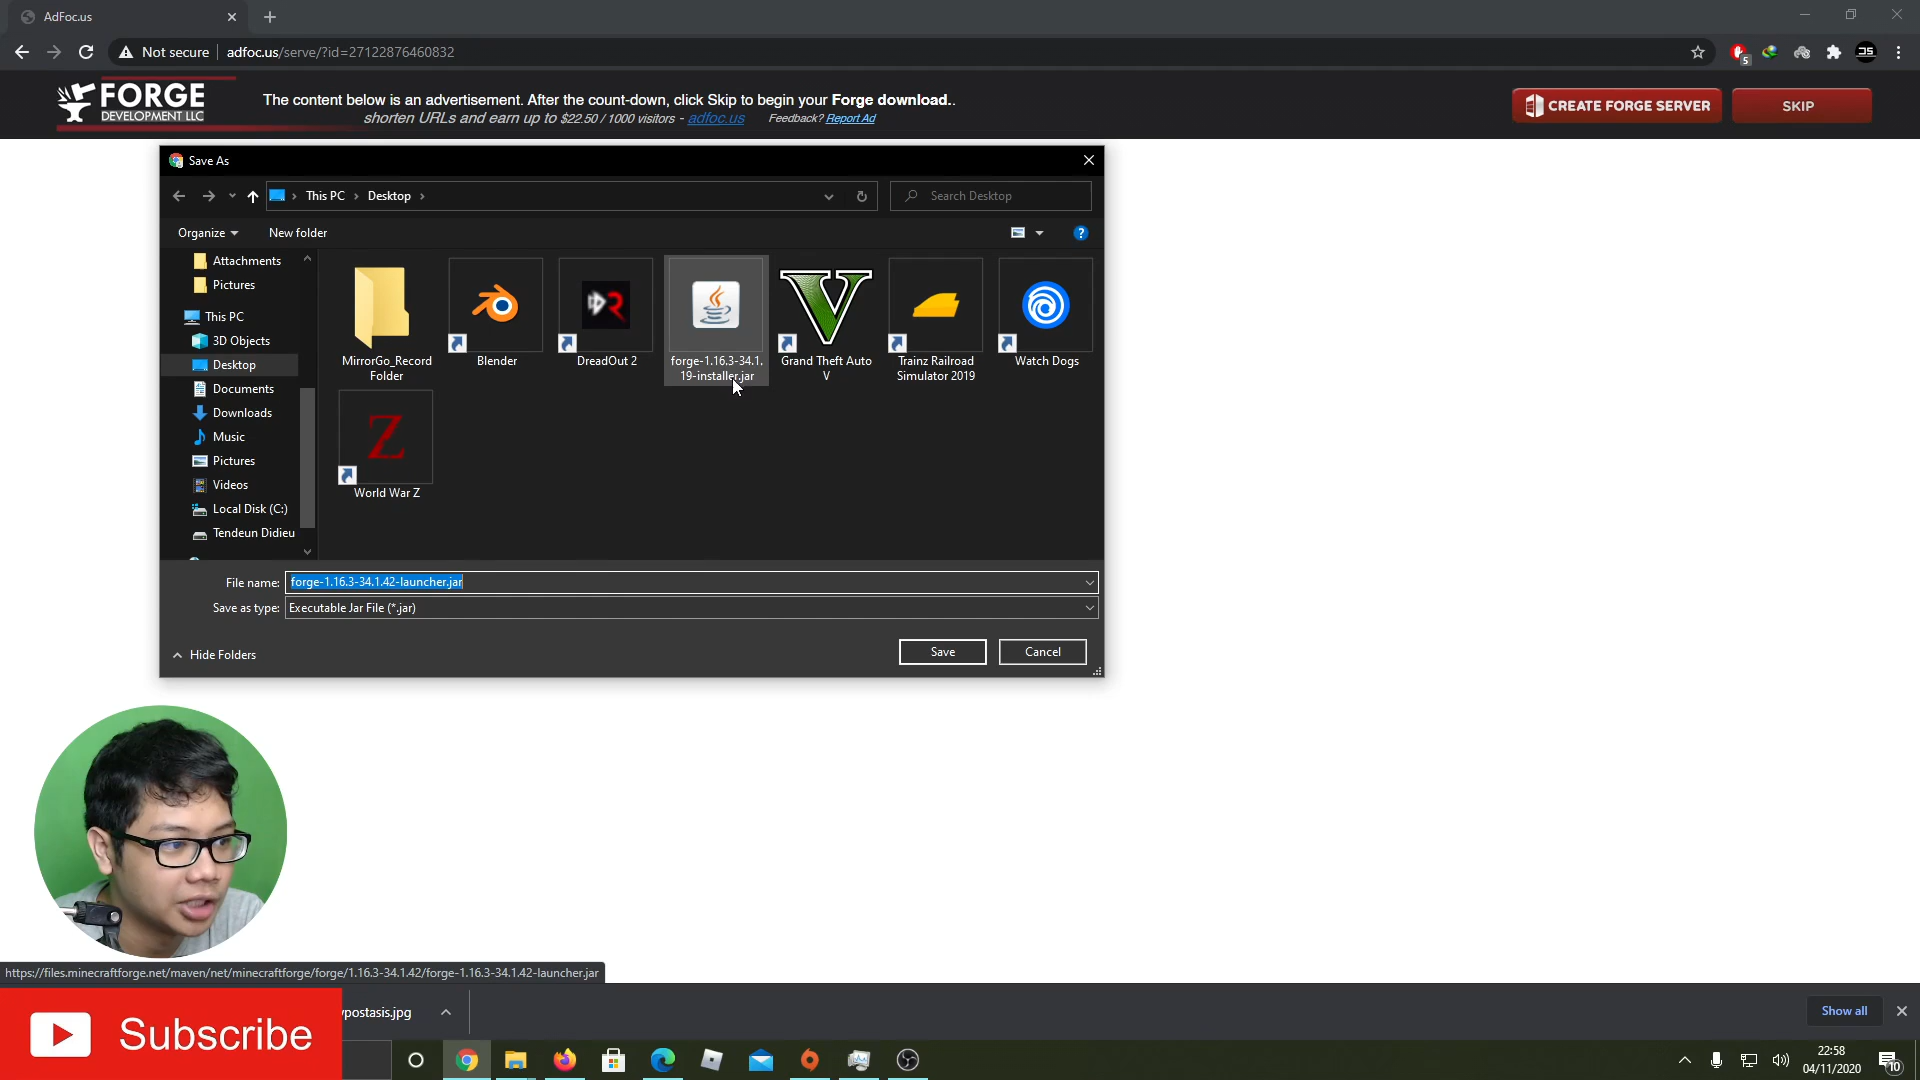 AdFoc.us
Not secure
adfoc.us/serve/?id=27122876460832
5
FORGE
DEVELOPMENT LLC
The content below is an advertisement. After the count-down, click Skip to begin your Forge download..
shorten URLs and earn up to $22.50 / 1000 visitors - adfoc.us Feedback? Report Ad
CREATE FORGE SERVER
SKIP
Save As
This PC
Desktop
Search Desktop
Organize
New folder
Attachments
Pictures
This PC
3D Objects
Desktop
Documents
Downloads
Music
Pictures
Videos
Local Disk (C:)
Tendeun Didieu
MirrorGo_Record
Folder
Blender
DreadOut 2
forge-1.16.3-34.1.
19-installer.jar
Grand Theft Auto
V
Trainz Railroad
Simulator 2019
Watch Dogs
World War Z
File name:
forge-1.16.3-34.1.42-launcher.jar
Save as type:
Executable Jar File (*.jar)
Hide Folders
Save
Cancel
https://files.minecraftforge.net/maven/net/minecraftforge/forge/1.16.3-34.1.42/forge-1.16.3-34.1.42-launcher.jar
ypostasis.jpg
Show all
Subscribe
22:58
04/11/2020
10